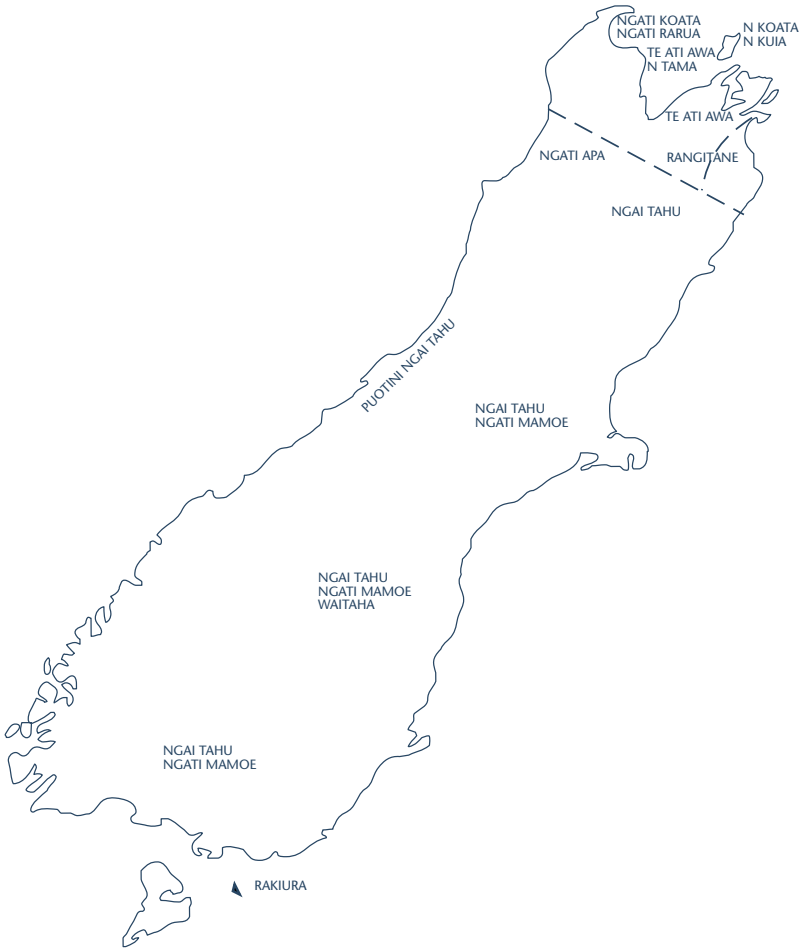 NGATI KOATA
NGATI RARUA
N KOATA
N KUIA
TE ATI AWA
N TAMA
TE ATI AWA
NGATI APA
RANGITANE
NGAI TAHU
PUOTINI NGAI TAHU
NGAI TAHU
NGATI MAMOE
NGAI TAHU
NGATI MAMOE
WAITAHA
NGAI TAHU
NGATI MAMOE
RAKIURA